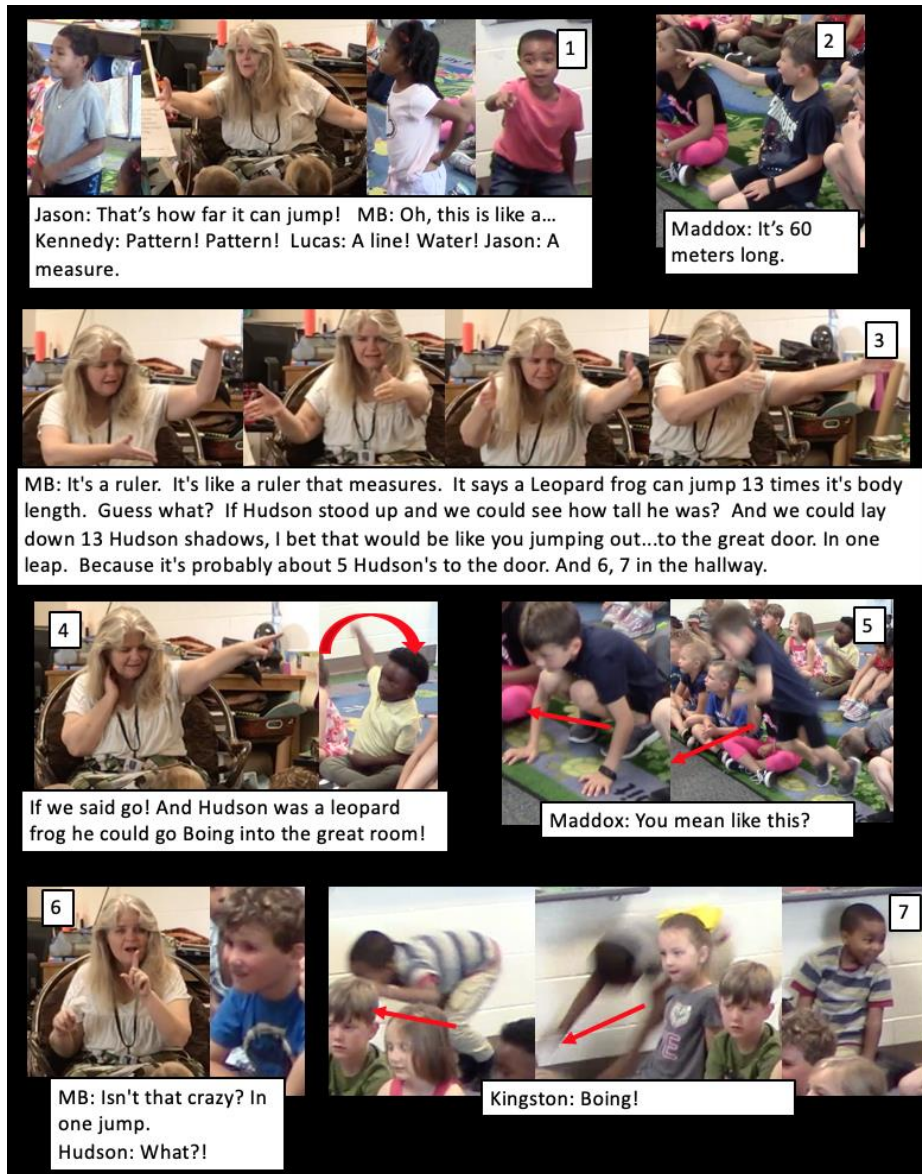 1
Jason: That’s how far it can jump!   MB: Oh, this is like a…
Kennedy: Pattern! Pattern!  Lucas: A line! Water! Jason: A
measure.
2
Maddox: It’s 60
meters long.
3
MB: It's a ruler.  It's like a ruler that measures.  It says a Leopard frog can jump 13 times it's body
length.  Guess what?  If Hudson stood up and we could see how tall he was?  And we could lay
down 13 Hudson shadows, I bet that would be like you jumping out...to the great door. In one
leap.  Because it's probably about 5 Hudson's to the door. And 6, 7 in the hallway.
4
If we said go! And Hudson was a leopard
frog he could go Boing into the great room!
5
Maddox: You mean like this?
6
MB: Isn't that crazy? In
one jump.
Hudson: What?!
7
E
Kingston: Boing!